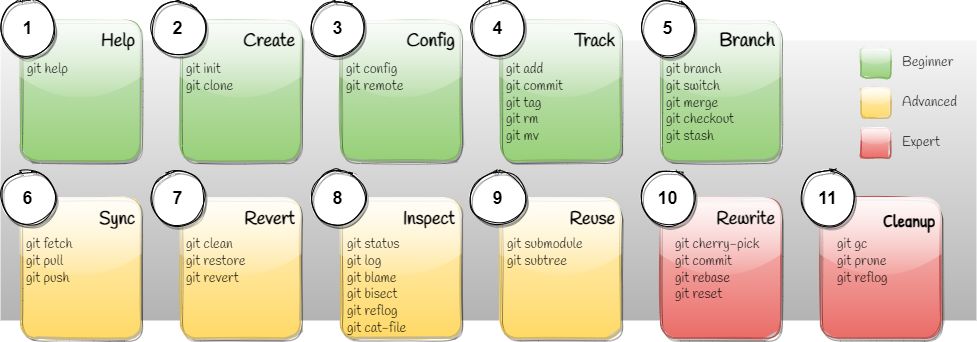 1
Help
git help
2
Create
git init
git clone
3
Config
git config
git remote
4
Track
git add
git commit
git tag
git rm
git mv
5
Branch
git branch
git switch
git merge
git checkout
git stash
Beginner
Advanced
Expert
6
Sync
git fetch
git pull
git push
7
Revert
git clean
git restore
git revert
8
Inspect
git status
git log
git blame
git bisect
git reflog
git cat-file
9
Reuse
git submodule
git subtree
10
Rewrite
git cherry-pick
git commit
git rebase
git reset
11
Cleanup
git gc
git prune
git reflog